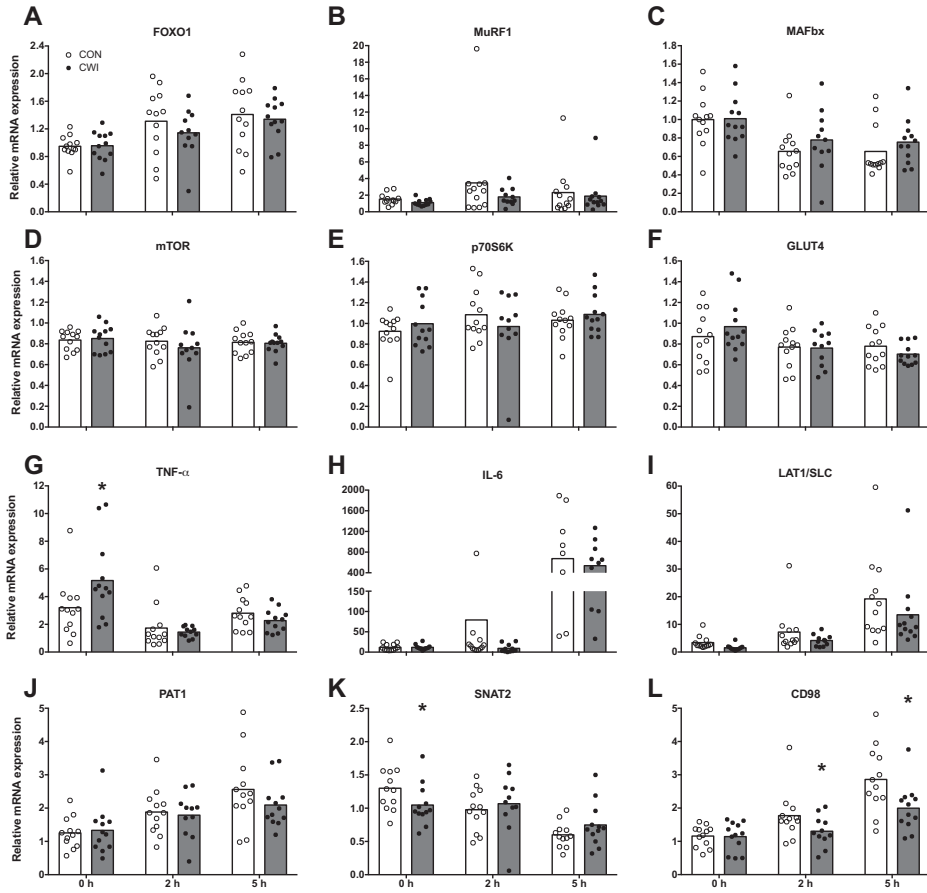 A B C
FOXO1 MuRF1 MAFbx
Relative mRNA expression
2.4 2.0 1.6 1.2 0.8 0.4 0.0
CON
CWI
20 18 16 14 12 10 8 6 4 2 0
1.8 1.6 1.4 1.2 1.0 0.8 0.6 0.4 0.2 0.0
D E F
mTOR p70S6K GLUT4
Relative mRNA expression
1.6 1.4 1.2 1.0 0.8 0.6 0.4 0.2 0.0
1.6 1.4 1.2 1.0 0.8 0.6 0.4 0.2 0.0
1.6 1.4 1.2 1.0 0.8 0.6 0.4 0.2 0.0
G H I
TNF-α IL-6 LAT1/SLC
Relative mRNA expression
12 10 8 6 4 2 0
*
2000 1600 1200 800 400 150 100 50 0
60 50 40 30 20 10 0
J K L
PAT1 SNAT2 CD98
Relative mRNA expression
5 4 3 2 1 0
2.5 2.0 1.5 1.0 0.5 0.0
*
5 4 3 2 1 0
* *
0 h 2 h 5 h 0 h 2 h 5 h 0 h 2 h 5 h